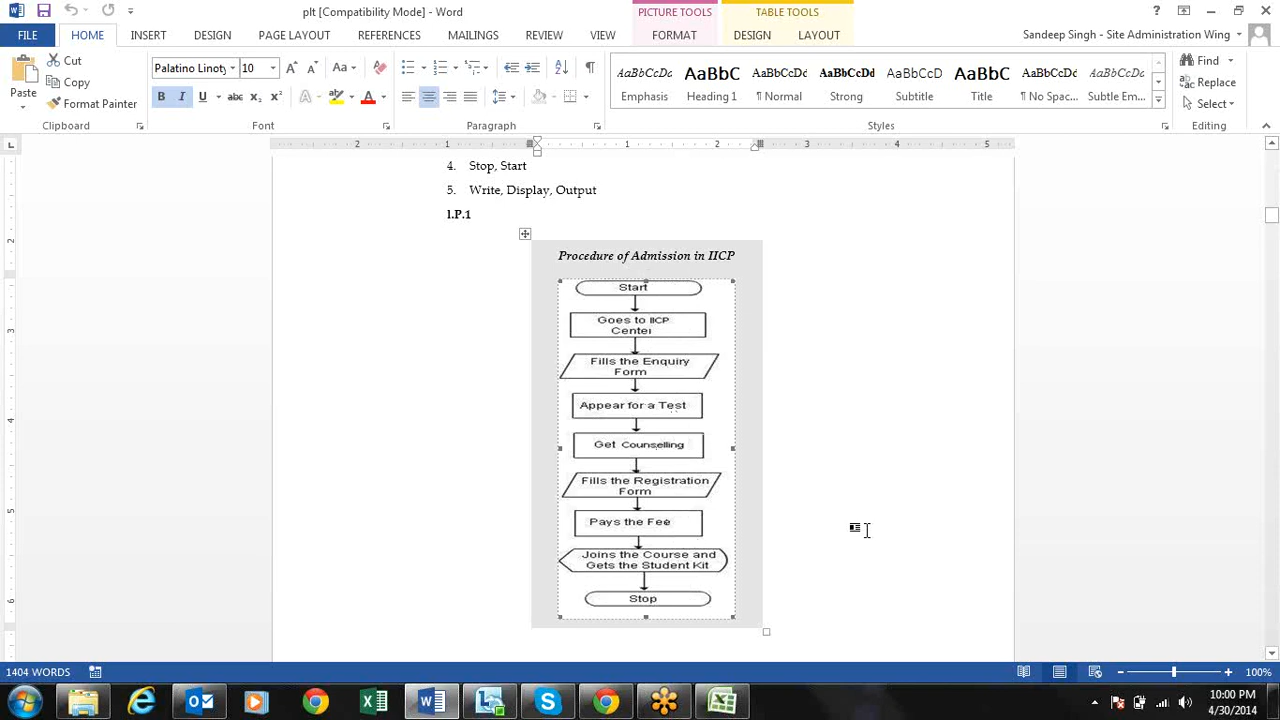 plt [Compatibility Mode] - Word
PICTURE TOOLS
TABLE TOOLS
?
FILE
HOME
INSERT
DESIGN
PAGE LAYOUT
REFERENCES
MAILINGS
REVIEW
VIEW
FORMAT
DESIGN
LAYOUT
Sandeep Singh - Site Administration Wing
Paste
Cut
Copy
Format Painter
Clipboard
Palatino Linoty
10
Font
Paragraph
AaBbCcDa
Emphasis
AaBbC
Heading 1
AaBbCcDd
¶ Normal
AaBbCcDd
Strong
AaBbCcD
Subtitle
AaBbC
Title
AaBbCcDd
¶ No Spac...
AaBbCcDd
Subtle Em...
Styles
Find
Replace
Select
Editing
4. Stop, Start
5. Write, Display, Output
1.P.1
Procedure of Admission in IICP
Start
Goes to IICP
Center
Fills the Enquiry
Form
Appear for a Test
Get Counselling
Fills the Registration
Form
Pays the Fee
Joins the Course and
Gets the Student Kit
Stop
1404 WORDS
100%
10:00 PM
4/30/2014